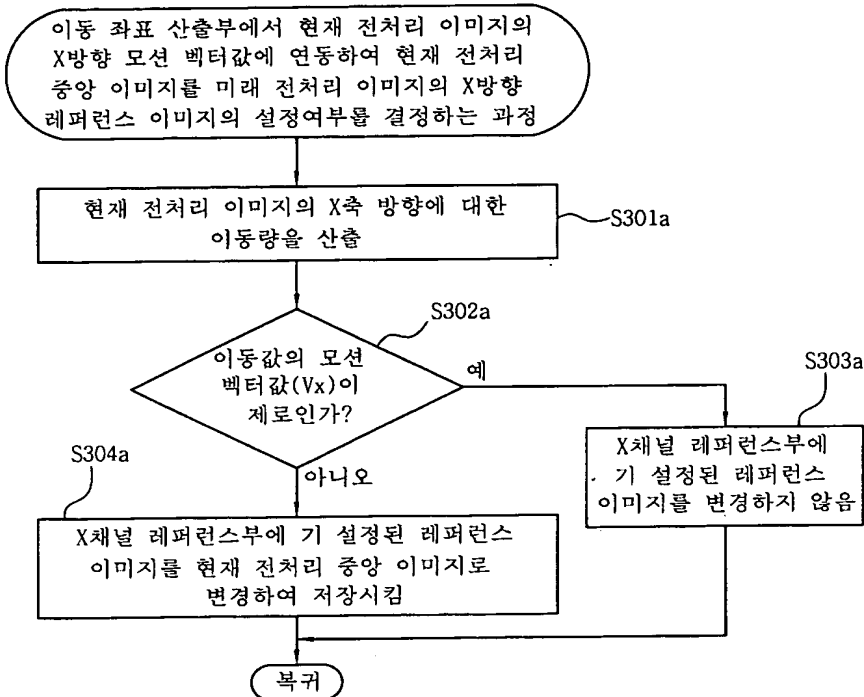 이동 좌표 산출부에서 현재 전처리 이미지의
X방향 모션 벡터값에 연동하여 현재 전처리
중앙 이미지를 미래 전처리 이미지의 X방향
레퍼런스 이미지의 설정여부를 결정하는 과정
현재 전처리 이미지의 X축 방향에 대한
이동량을 산출
S301a
S302a
이동값의 모션
벡터값(Vx)이
제로인가?
예
S303a
X채널 레퍼런스부에
기 설정된 레퍼런스
이미지를 변경하지 않음
S304a
아니오
X채널 레퍼런스부에 기 설정된 레퍼런스
이미지를 현재 전처리 중앙 이미지로
변경하여 저장시킴
복귀